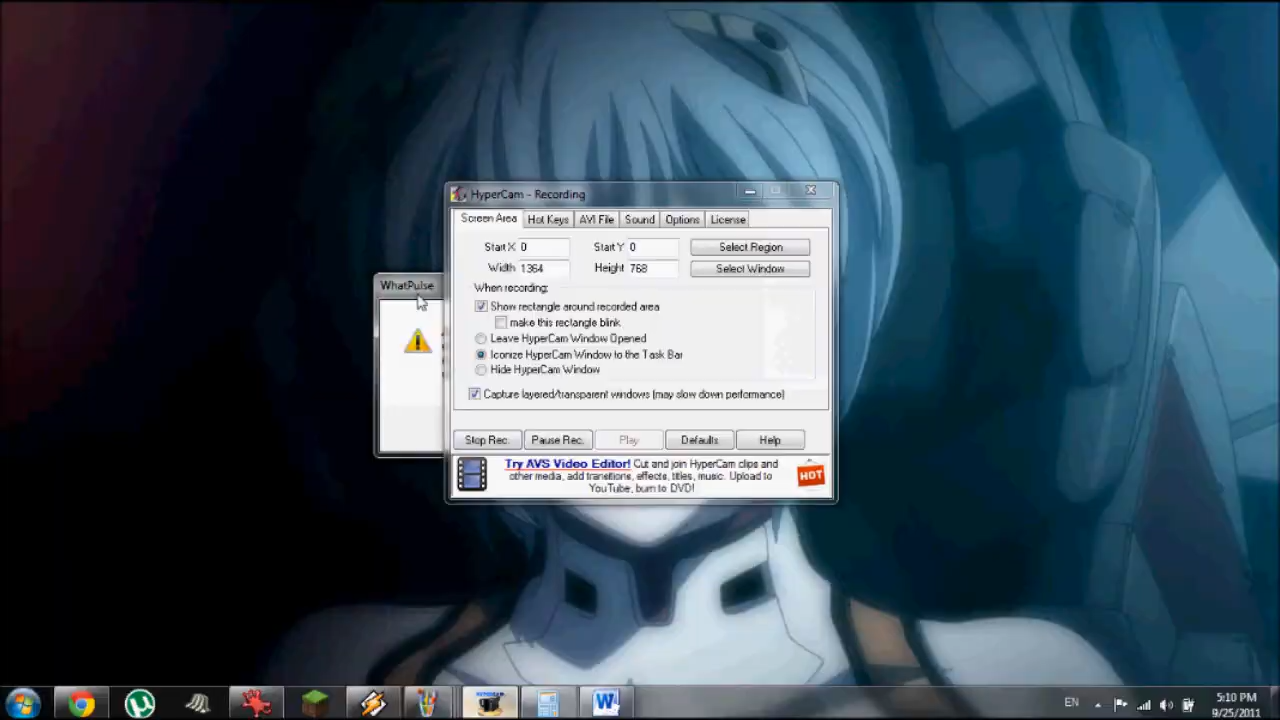 HyperCam - Recording
Screen Area Hot Keys AVI File Sound Options License
Start X 0 Start Y 0 Select Region
Width 1364 Height 768 Select Window
When recording:
Show rectangle around recorded area
make this rectangle blink
Leave HyperCam Window Opened
Iconize HyperCam Window to the Task Bar
Hide HyperCam Window
Capture layered/transparent windows (may slow down performance)
Stop Rec. Pause Rec. Play Defaults Help
Try AVS Video Editor! Cut and join HyperCam clips and
other media, add transitions, effects, titles, music. Upload to
YouTube, burn to DVD!
HOT
WhatPulse
EN
5:10 PM
9/25/2011